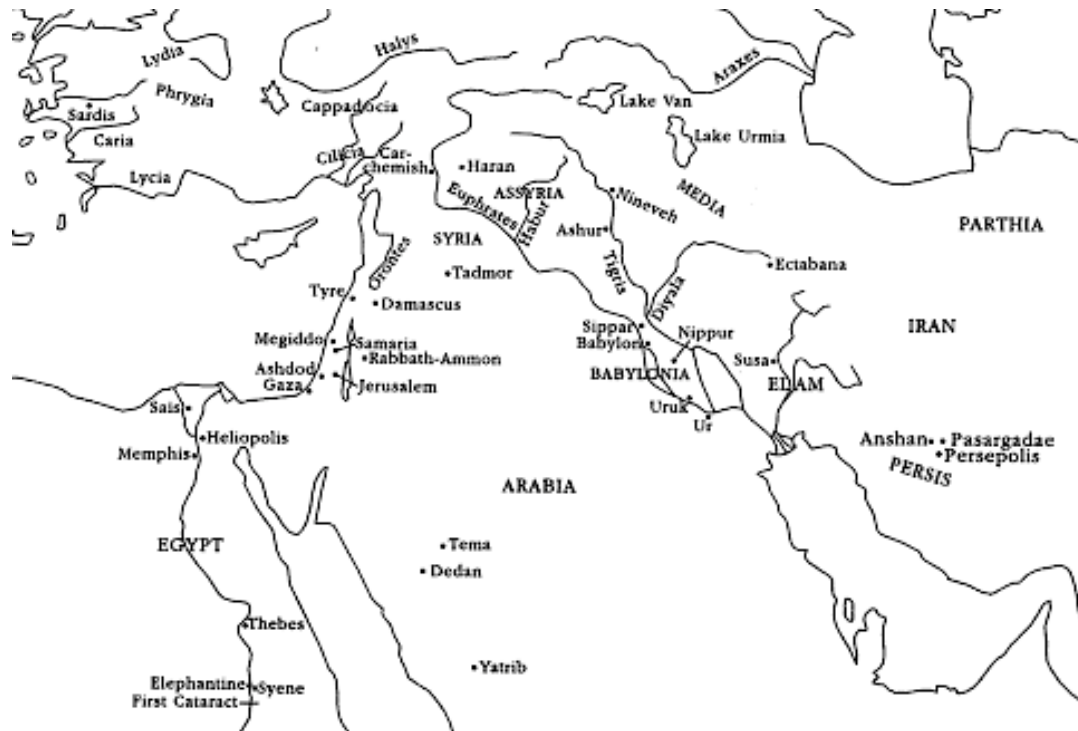 Halys
Lydia
Araxes
Phrygia
Sardis
Cappadocia
Lake Van
Caria
Lake Urmia
Cilicia
Car-
chemish
Haran
Lycia
Euphrates
ASSYRIA
Habur
Nineveh
MEDIA
PARTHIA
Ashur
SYRIA
Orontes
Tadmor
Tigris
Ectabana
Tyre
Damascus
Diyala
Sippar
Nippur
IRAN
Megiddo
Samaria
Babylon
Rabbath-Ammon
Susa
Ashdod
BABYLONIA
ELAM
Gaza
Jerusalem
Sais
Uruk
Ur
Heliopolis
Anshan
Pasargadae
Memphis
Persepolis
PERSIS
ARABIA
EGYPT
Tema
Dedan
Thebes
Yatrib
Elephantine
Syene
First Cataract